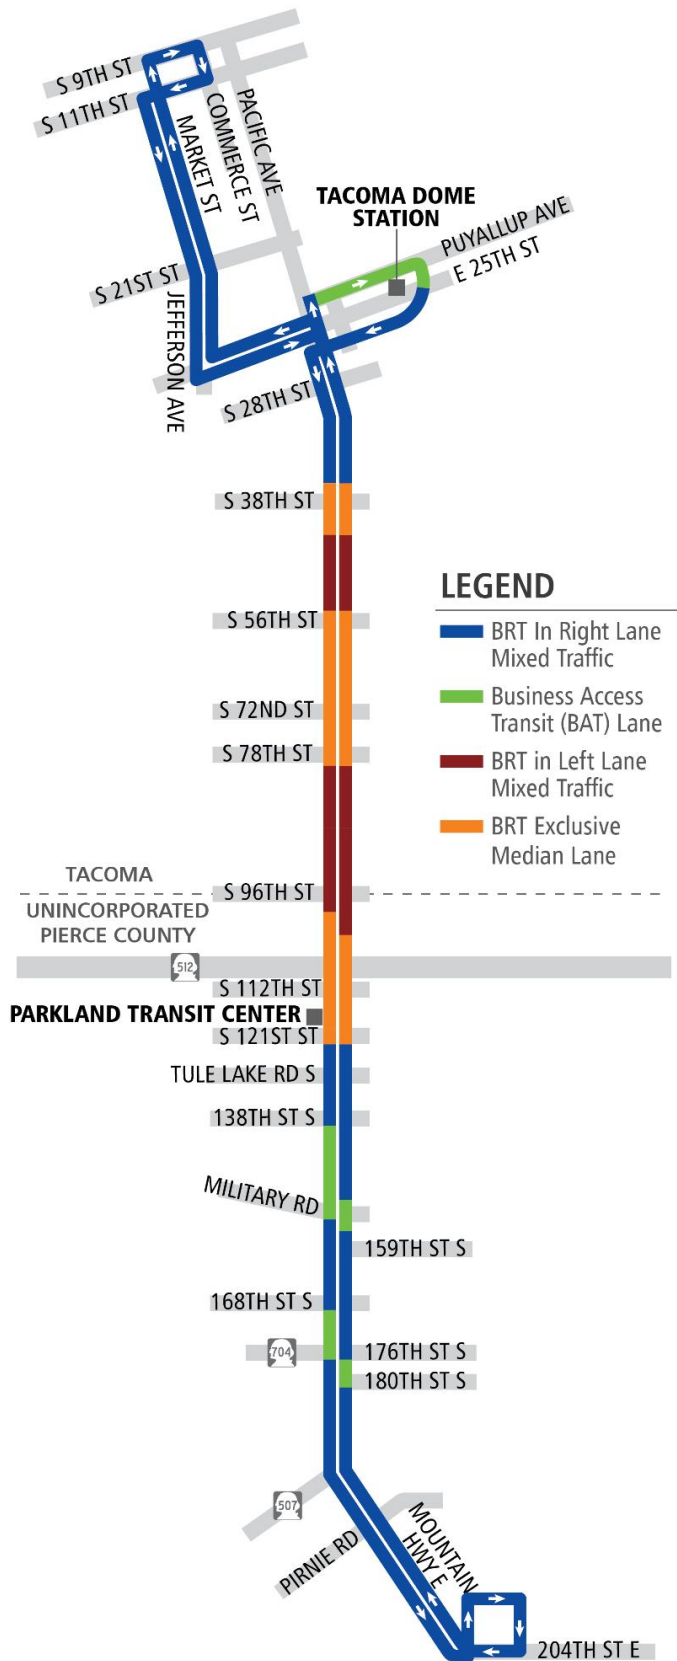 S 9TH ST
S 11TH ST
MARKET ST
COMMERCE ST
PACIFIC AVE
TACOMA DOME
STATION
PUYALLUP AVE
E 25TH ST
S 21ST ST
JEFFERSON AVE
S 28TH ST
S 38TH ST
S 56TH ST
S 72ND ST
S 78TH ST
LEGEND
BRT In Right Lane
Mixed Traffic
Business Access
Transit (BAT) Lane
BRT in Left Lane
Mixed Traffic
BRT Exclusive
Median Lane
TACOMA
S 96TH ST
UNINCORPORATED
PIERCE COUNTY
512
S 112TH ST
PARKLAND TRANSIT CENTER
S 121ST ST
TULE LAKE RD S
138TH ST S
MILITARY RD
159TH ST S
168TH ST S
704
176TH ST S
180TH ST S
507
PIRNIE RD
MOUNTAIN
HWY E
204TH ST E